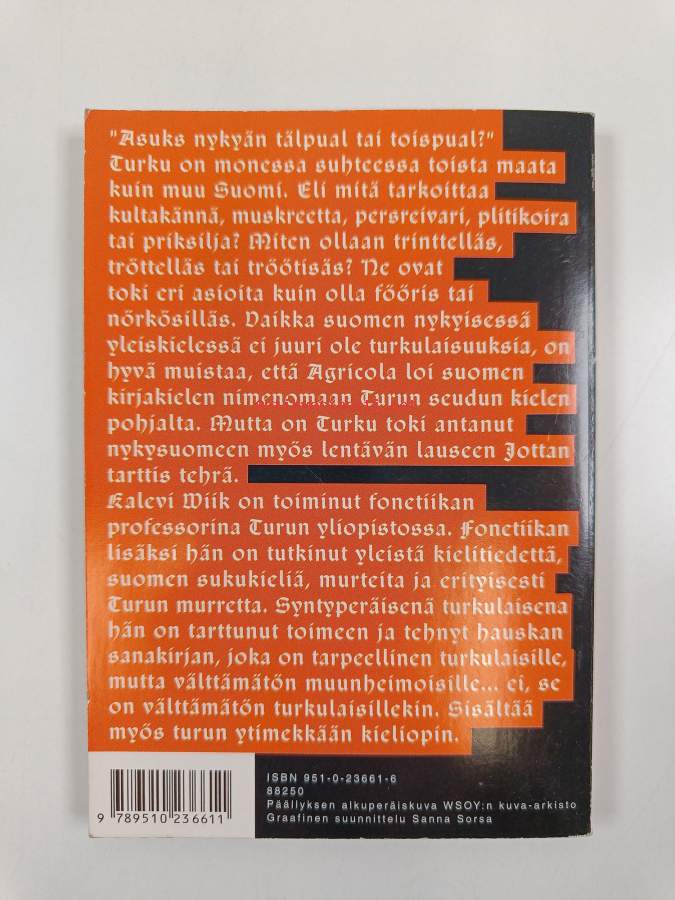 "Asuks nykyän tälpual tai toispual?"
Turku on monessa suhteessa toista maata
kuin muu Suomi. Eli mitä tarkoittaa
kultakännä, muskreetta, persreivari, plitikoira
tai priksilja? Miten ollaan trinttelläs,
tröttelläs tai tröötisäs? Ne ovat
toki eri asioita kuin olla fööris tai
nörkösilläs. Vaikka suomen nykyisessä
yleiskielessä ei juuri ole turkulaisuuksia, on
hyvä muistaa, että Agricola loi suomen
kirjakielen nimenomaan Turun seudun kielen
pohjalta. Mutta on Turku toki antanut
nykysuomeen myös lentävän lauseen Jottan
tarttis tehrä.
Kalevi Wiik on toiminut fonetiikan
professorina Turun yliopistossa. Fonetiikan
lisäksi hän on tutkinut yleistä kielitiedettä,
suomen sukukieliä, murteita ja erityisesti
Turun murretta. Syntyperäisenä turkulaisena
hän on tarttunut toimeen ja tehnyt hauskan
sanakirjan, joka on tarpeellinen turkulaisille,
mutta välttämätön muunheimoisille... ei, se
on välttämätön turkulaisillekin. Sisältää
myös turun ytimekkään kieliopin.
ISBN 951-0-23661-6
88250
Päällyksen alkuperäiskuva WSOY:n kuva-arkisto
Graafinen suunnittelu Sanna Sorsa
9 789510 236611